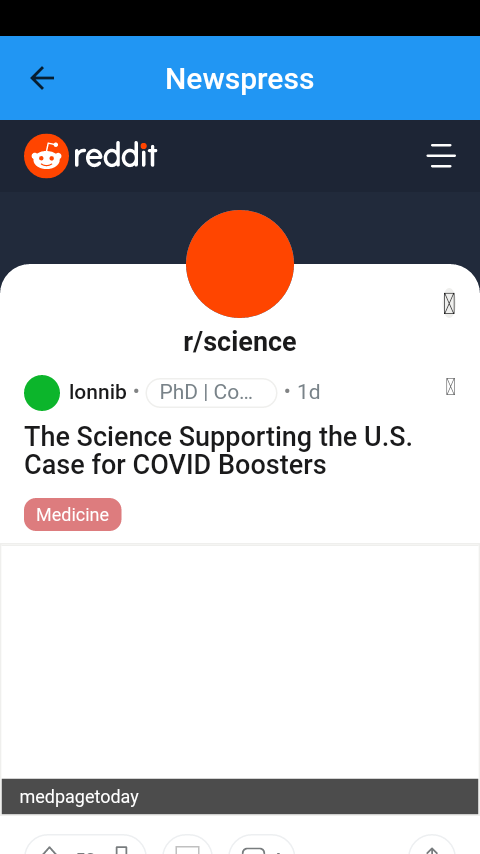 Newspress
reddit
r/science
lonnib • PhD | Co... • 1d
The Science Supporting the U.S.
Case for COVID Boosters
Medicine
medpagetoday